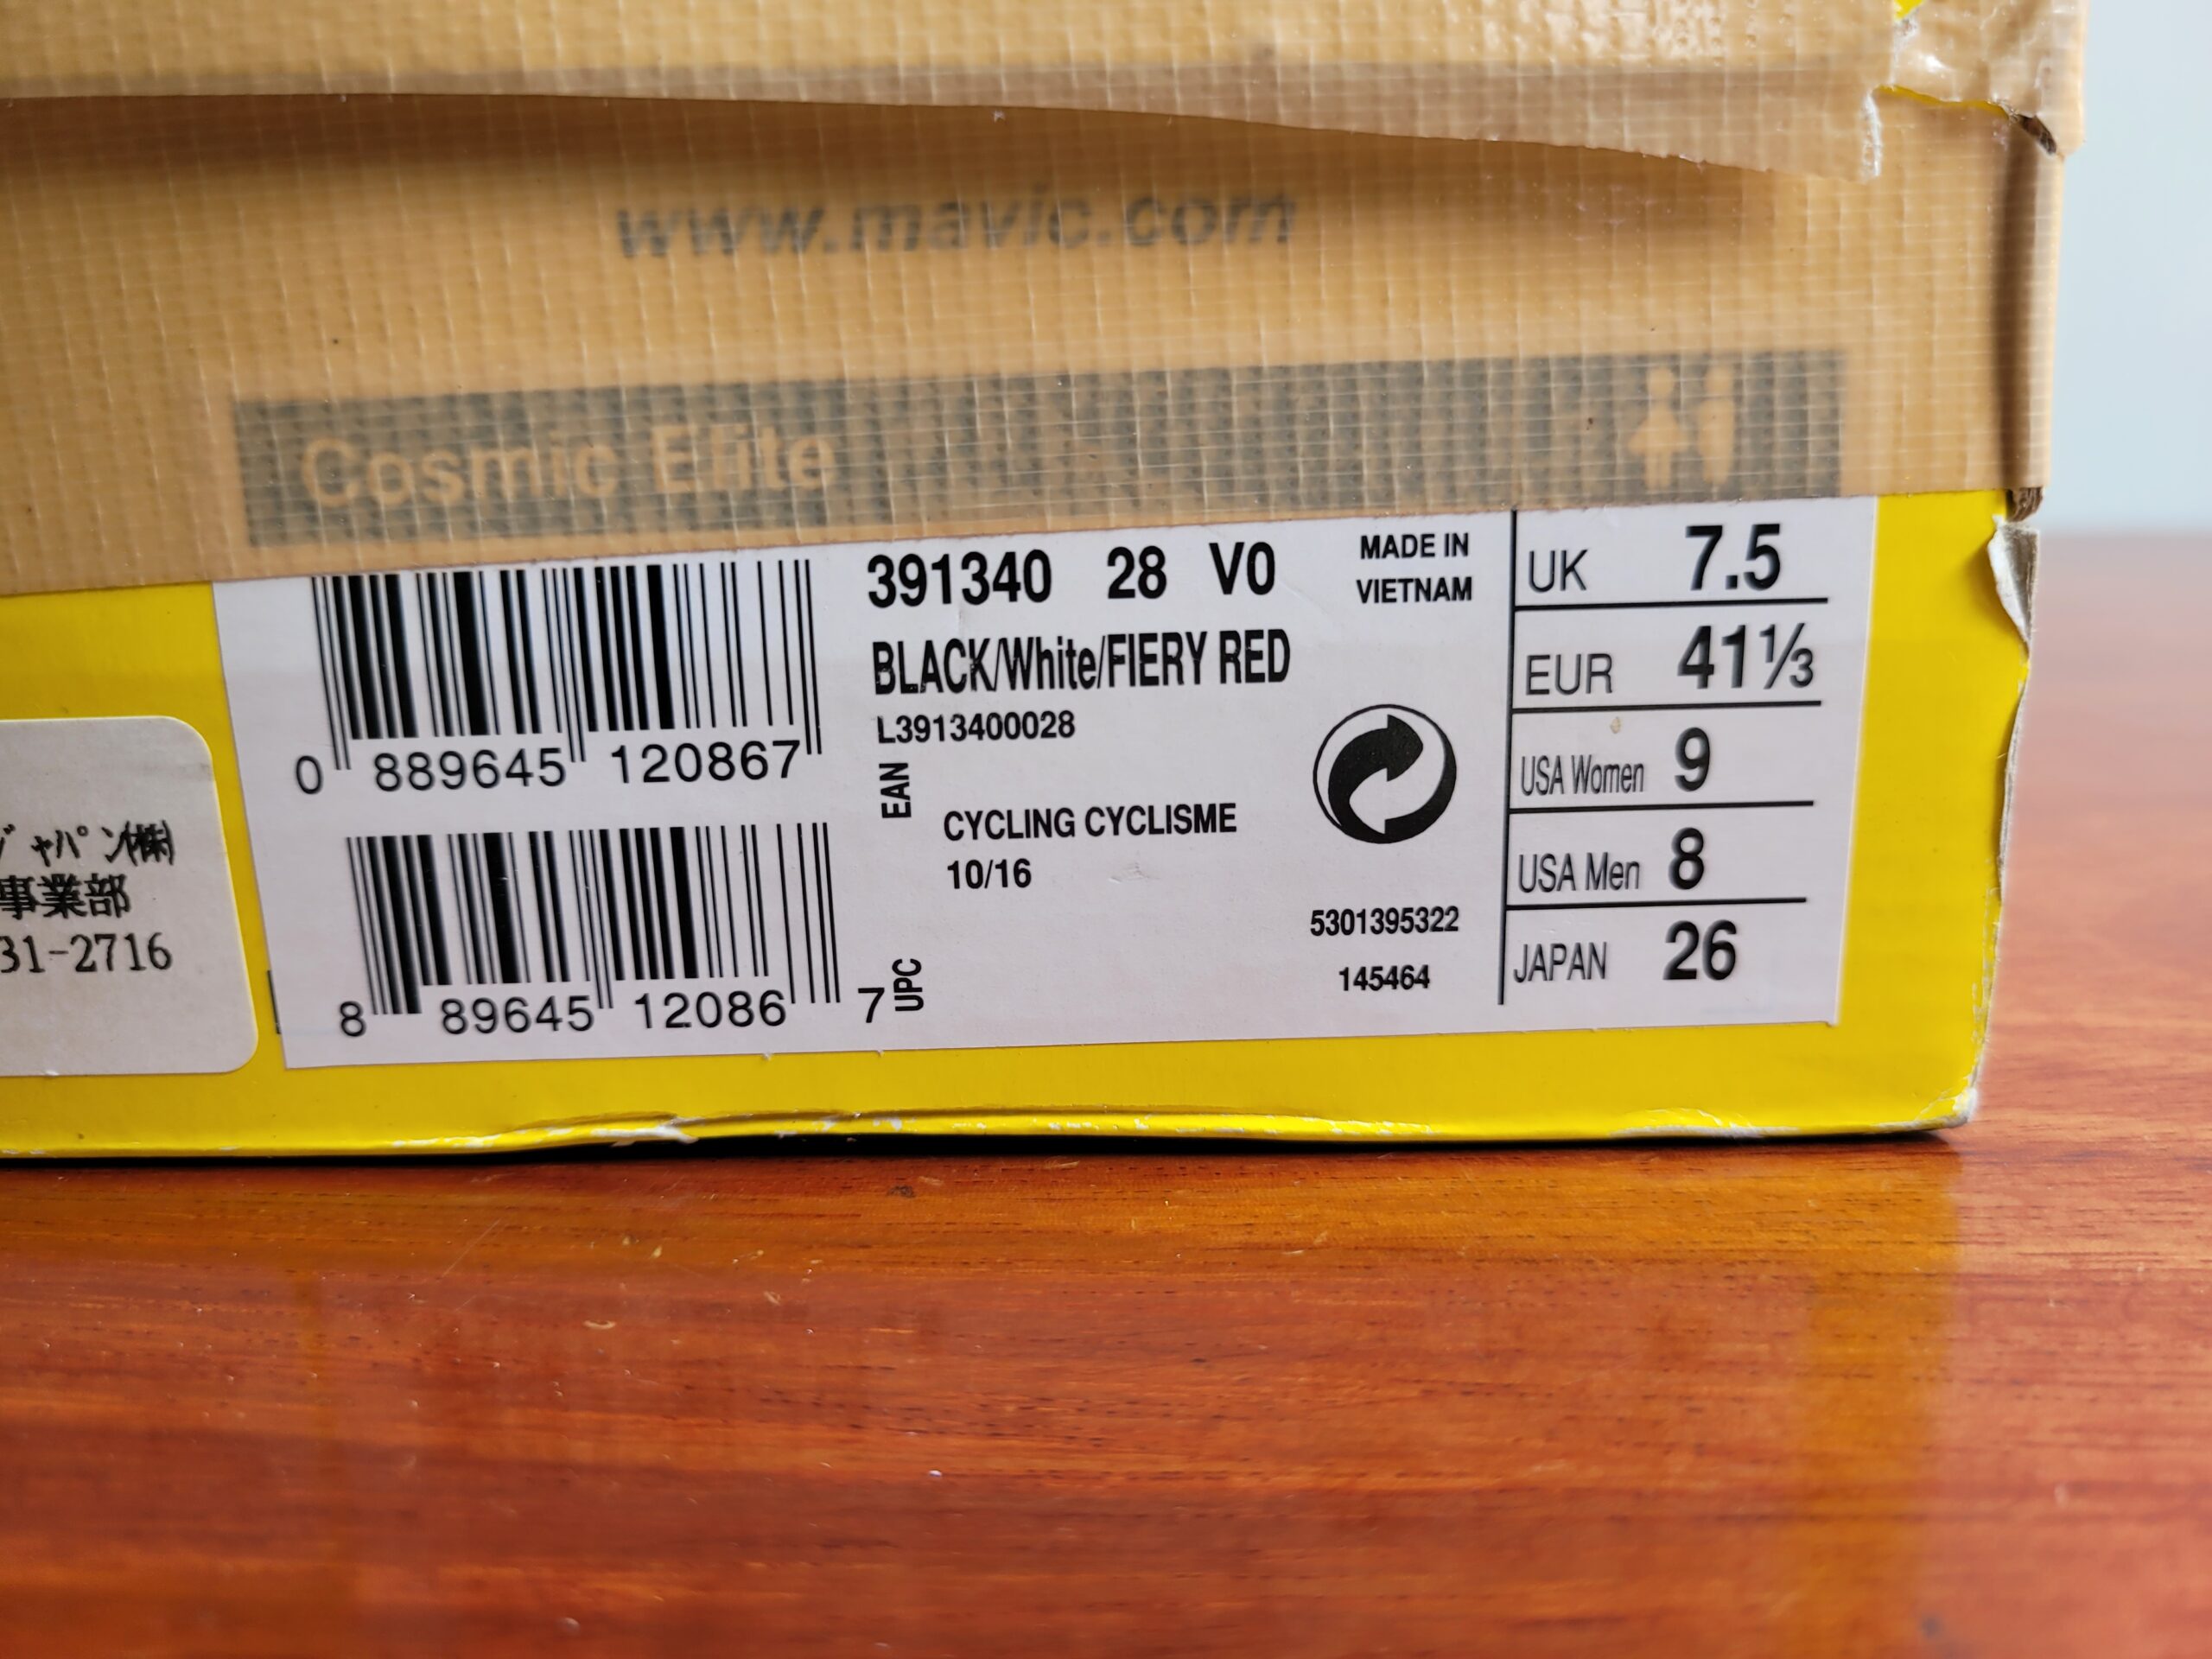 www.mavic.com
Cosmic Elite
391340 28 V0
MADE IN
VIETNAM
BLACK/White/FIERY RED
L3913400028
0 889645 120867
EAN
CYCLING CYCLISME
10/16
8 89645 12086 7
UPC
5301395322
145464
UK 7.5
EUR 41⅓
USA Women 9
USA Men 8
JAPAN 26
ジャパン(株)
事業部
31-2716